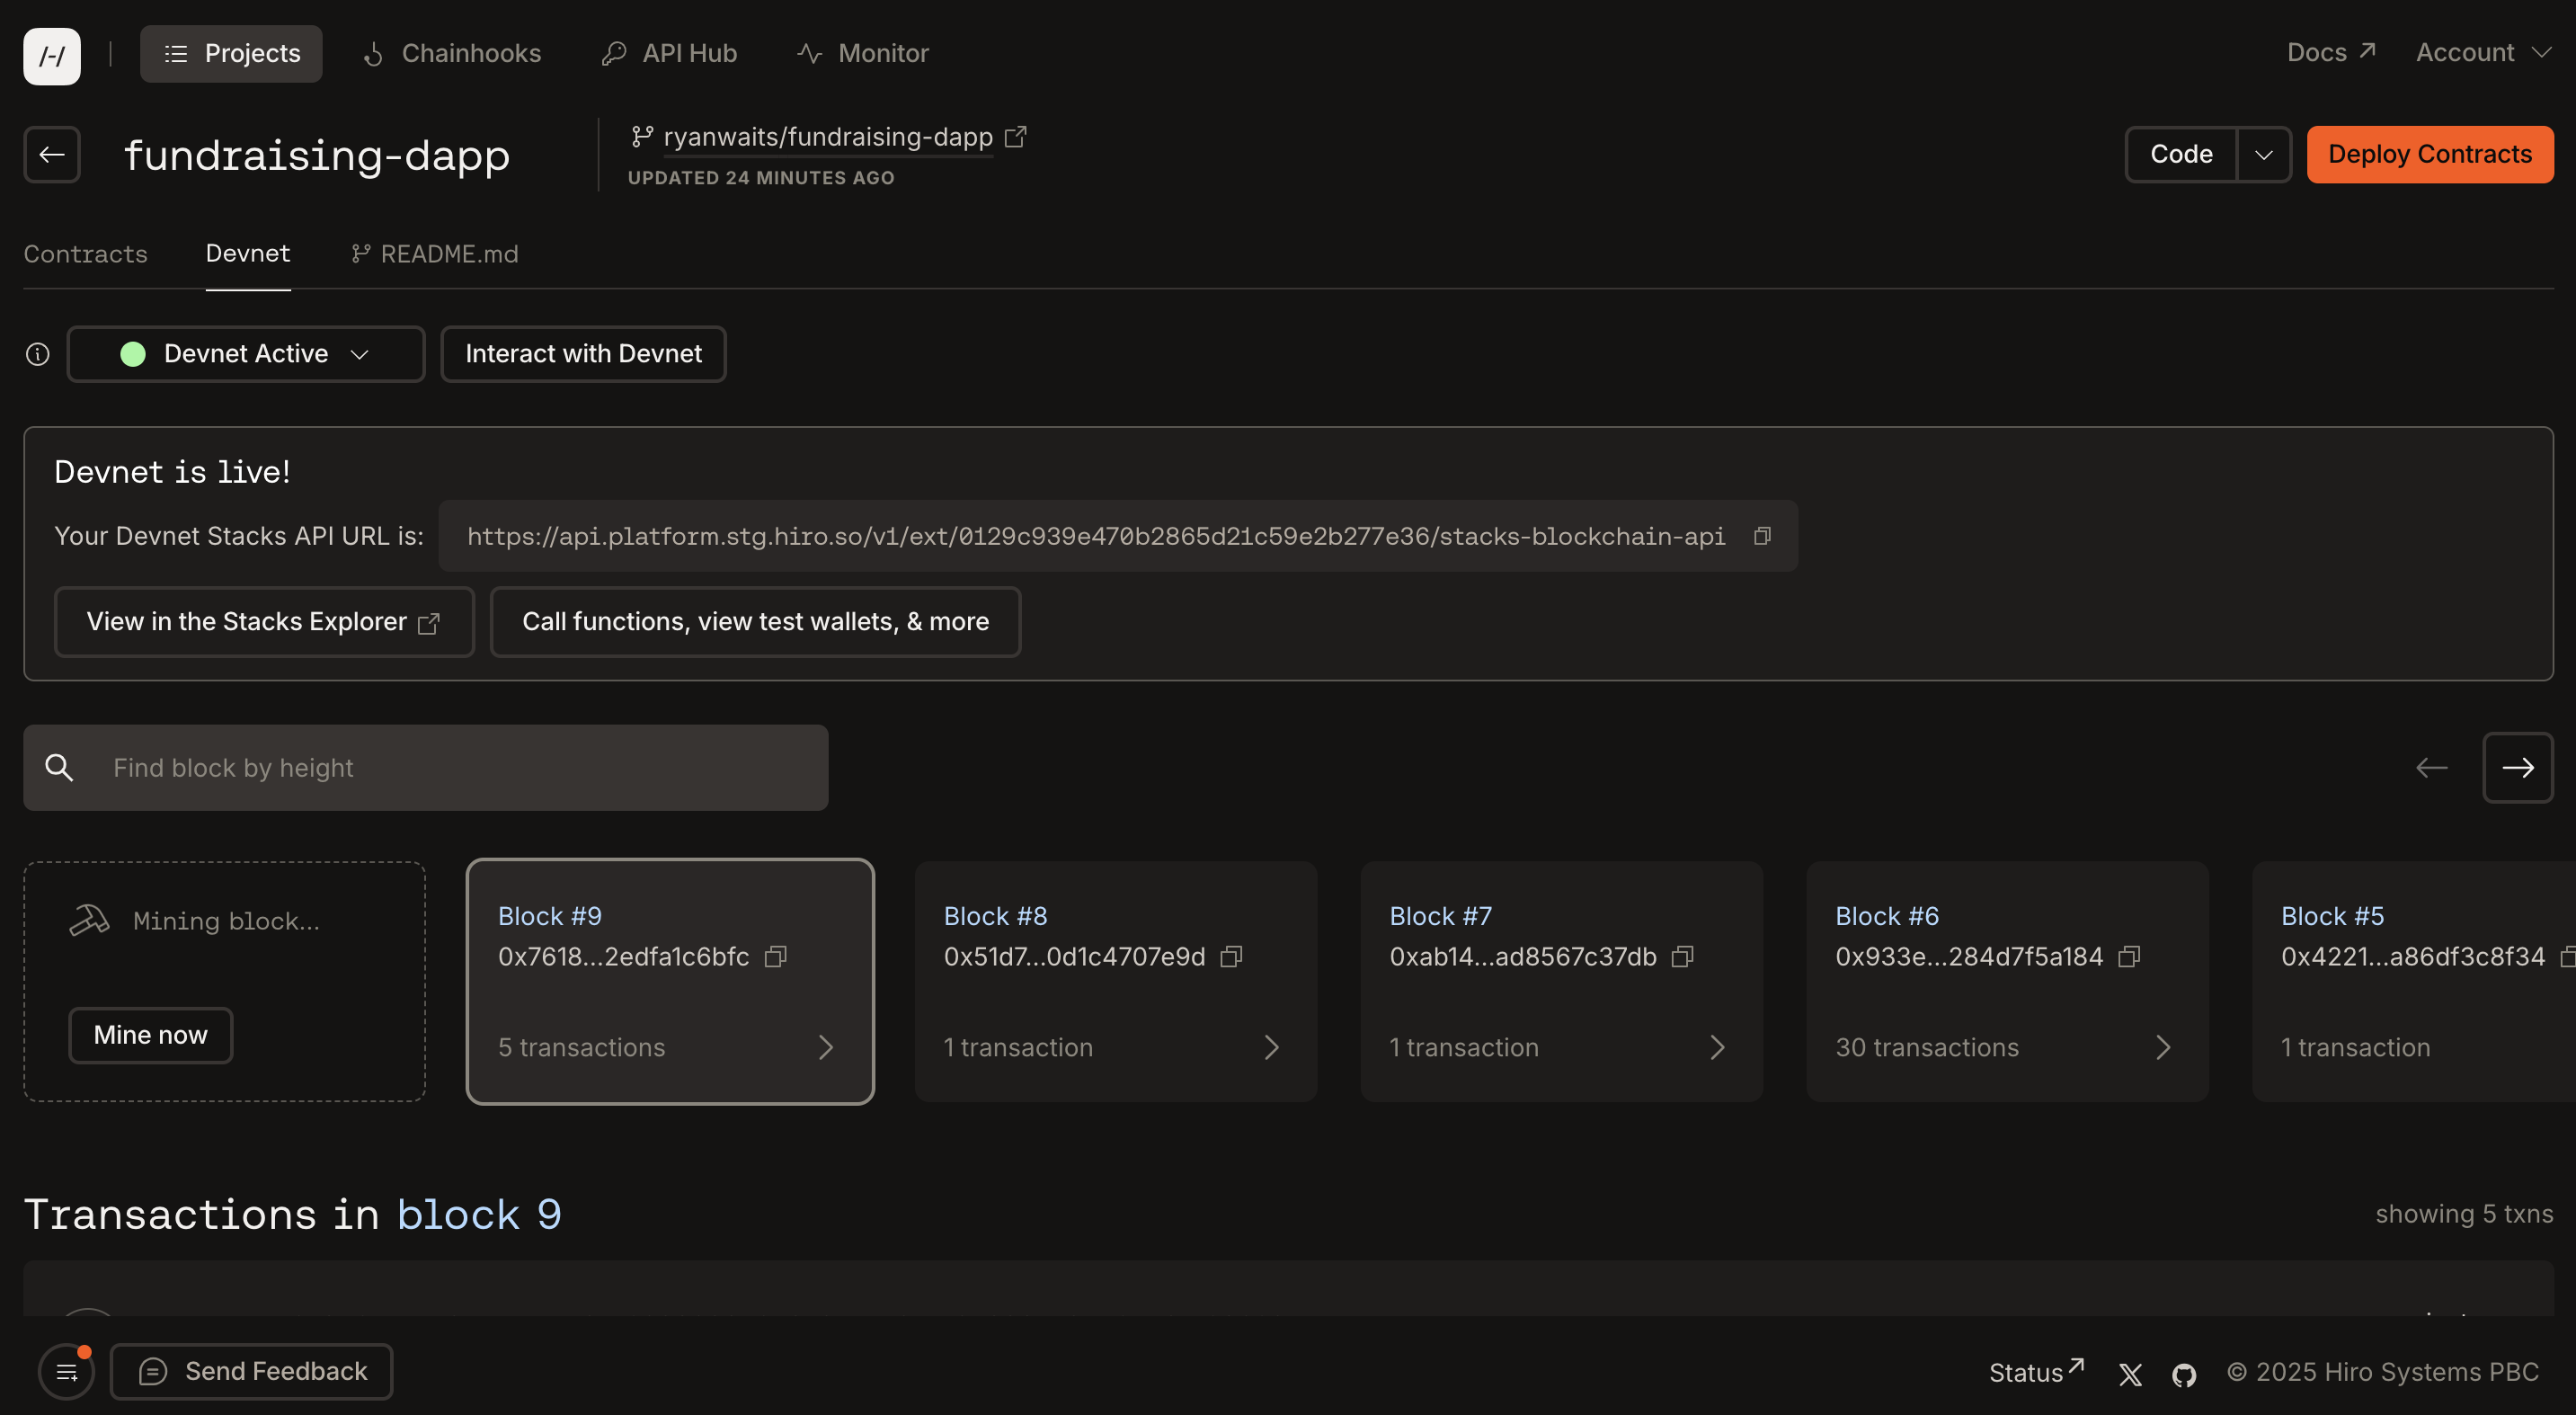 /-/
Projects
Chainhooks
API Hub
Monitor
Docs
Account
fundraising-dapp
ryanwaits/fundraising-dapp
UPDATED 24 MINUTES AGO
Code
Deploy Contracts
Contracts
Devnet
README.md
Devnet Active
Interact with Devnet
Devnet is live!
Your Devnet Stacks API URL is: https://api.platform.stg.hiro.so/v1/ext/0129c939e470b2865d21c59e2b277e36/stacks-blockchain-api
View in the Stacks Explorer
Call functions, view test wallets, & more
Find block by height
Mining block...
Mine now
Block #9
0x7618...2edfa1c6bfc
5 transactions
Block #8
0x51d7...0d1c4707e9d
1 transaction
Block #7
0xab14...ad8567c37db
1 transaction
Block #6
0x933e...284d7f5a184
30 transactions
Block #5
0x4221...a86df3c8f34
1 transaction
Transactions in block 9
showing 5 txns
Send Feedback
Status
© 2025 Hiro Systems PBC